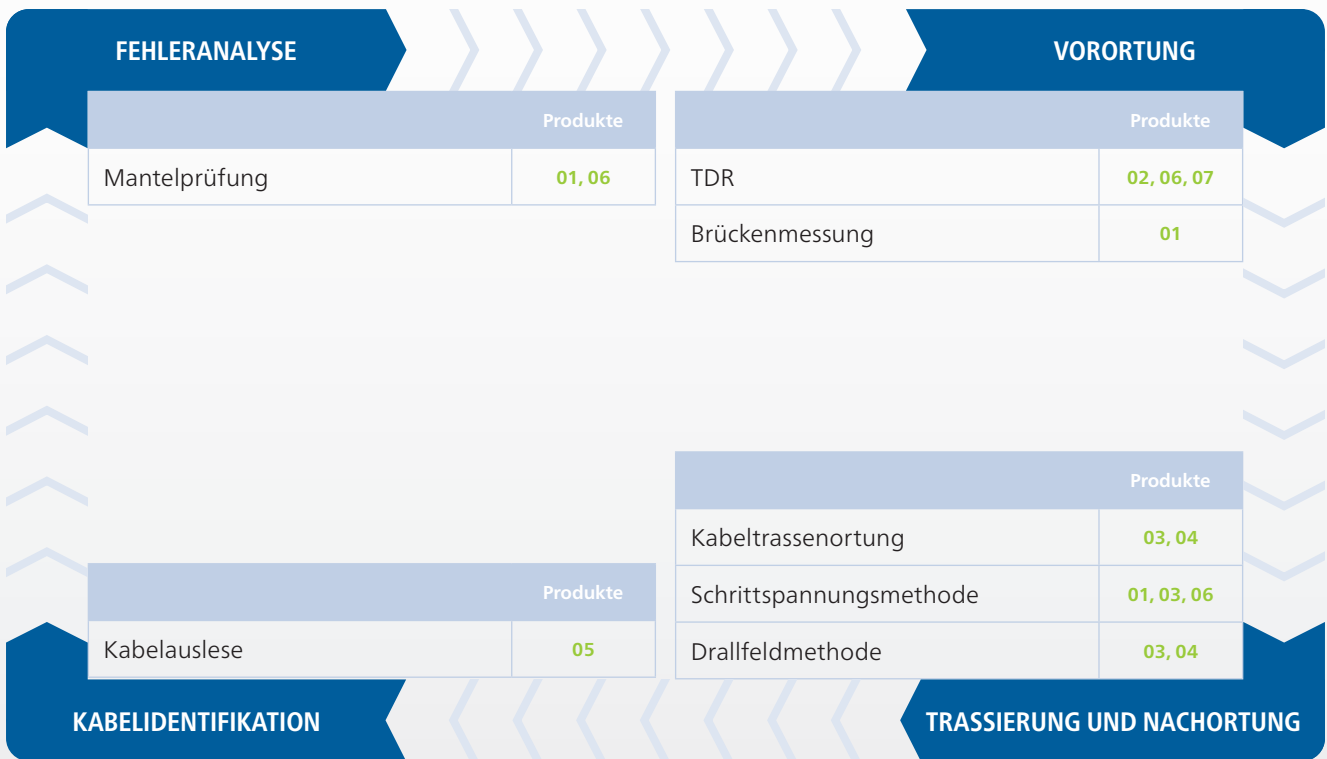 FEHLERANALYSE
VORORTUNG
Produkte
Mantelprüfung 01, 06
Produkte
TDR 02, 06, 07
Brückenmessung 01
Produkte
Kabeltrassenortung 03, 04
Schrittspannungsmethode 01, 03, 06
Drallfeldmethode 03, 04
Produkte
Kabelauslese 05
KABELIDENTIFIKATION
TRASSIERUNG UND NACHORTUNG